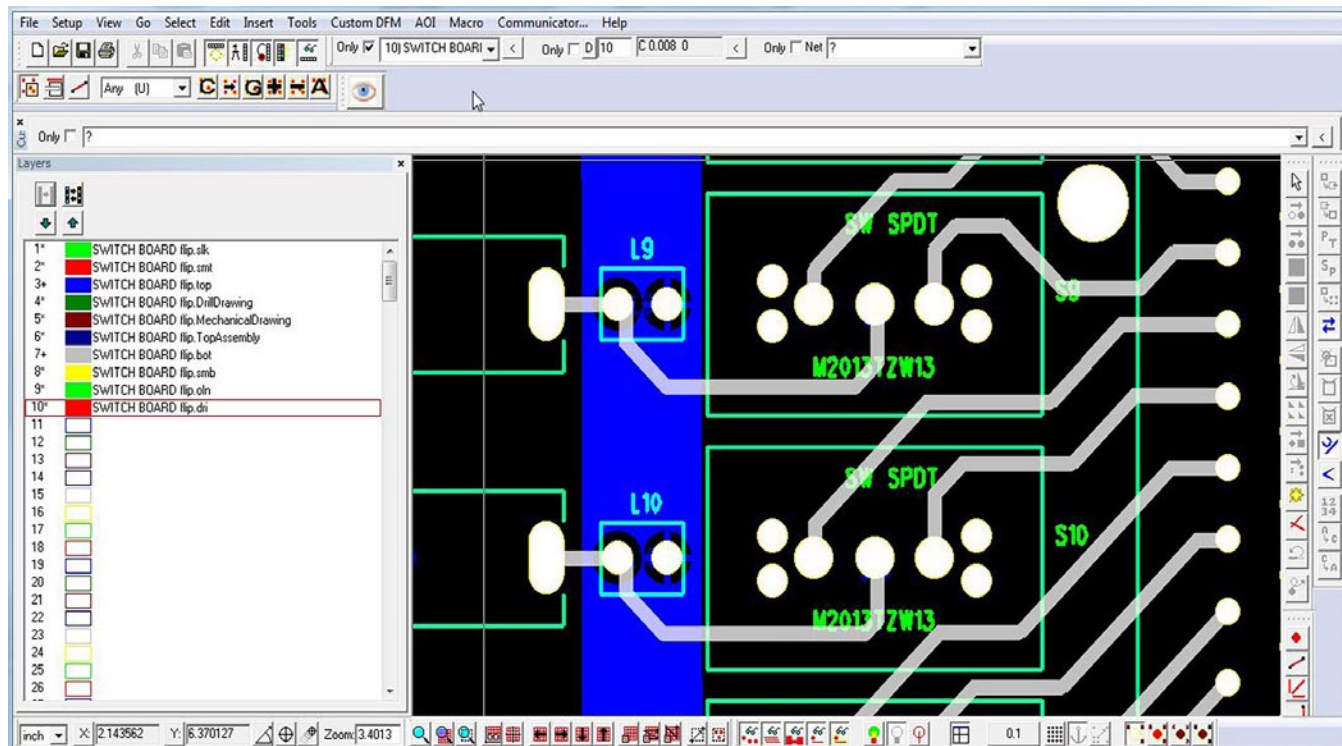 File Setup View Go Select Edit Insert Tools Custom DFM AOI Macro Communicator... Help
Only 10) SWITCH BOARI < Only D 10 C 0.008 0 < Only Net ?
Any (U) C G A
Only ? <
Layers
1* SWITCH BOARD flip.slk
2* SWITCH BOARD flip.smt
3+ SWITCH BOARD flip.top
4* SWITCH BOARD flip.DrillDrawing
5* SWITCH BOARD flip.MechanicalDrawing
6* SWITCH BOARD flip.TopAssembly
7+ SWITCH BOARD flip.bot
8* SWITCH BOARD flip.smb
9* SWITCH BOARD flip.oln
10* SWITCH BOARD flip.dri
11
12
13
14
15
16
17
18
19
20
21
22
23
24
25
26
SW SPDT
L9
S9
M2013TZW13
SW SPDT
L10
S10
M2013TZW13
inch X: 2.143562 Y: 6.370127 Zoom: 3.4013 0.1